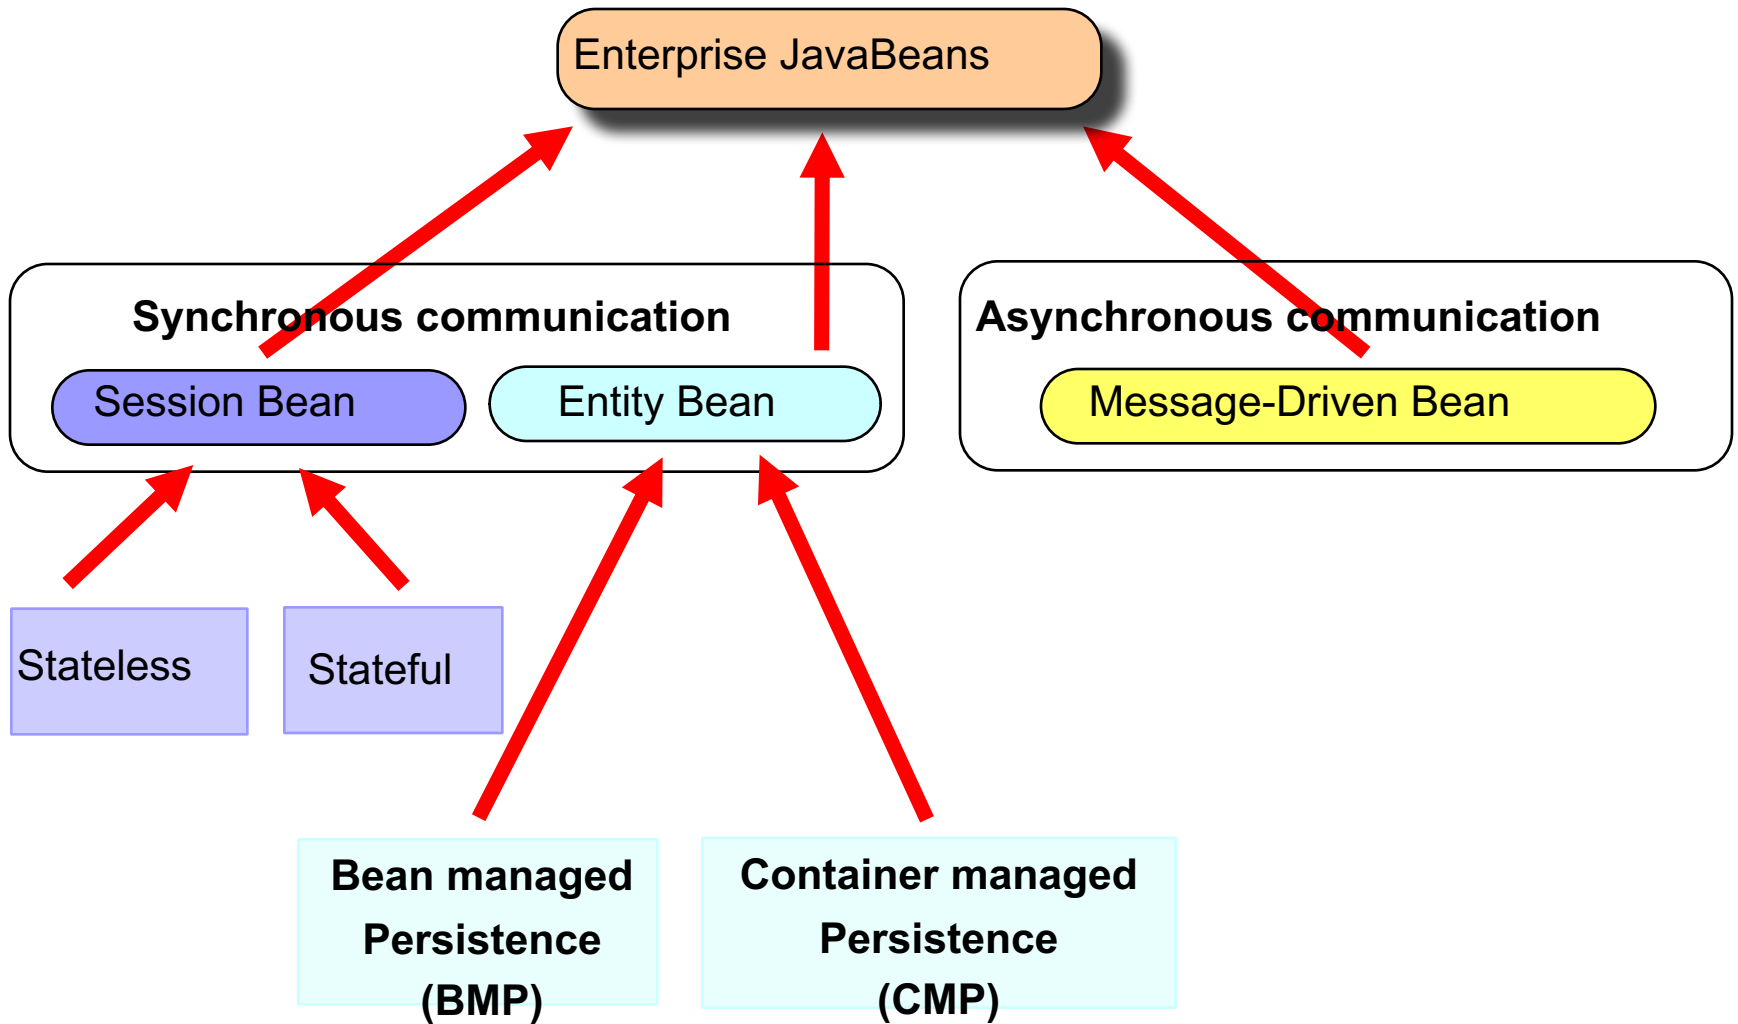 Enterprise JavaBeans
Synchronous communication
Asynchronous communication
Session Bean
Entity Bean
Message-Driven Bean
Stateless
Stateful
Bean managed
Persistence
(BMP)
Container managed
Persistence
(CMP)